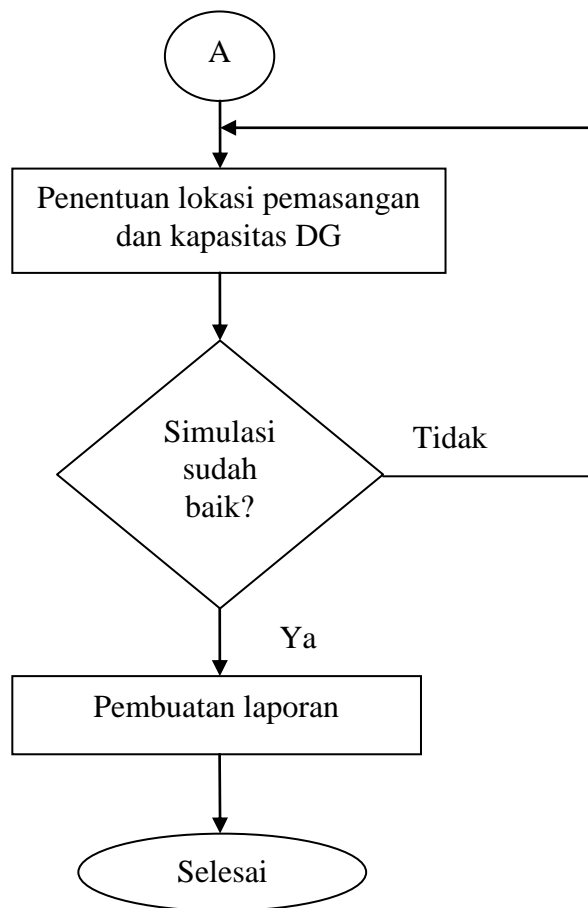 A
Penentuan lokasi pemasangan
dan kapasitas DG
Simulasi
sudah
baik?
Tidak
Ya
Pembuatan laporan
Selesai